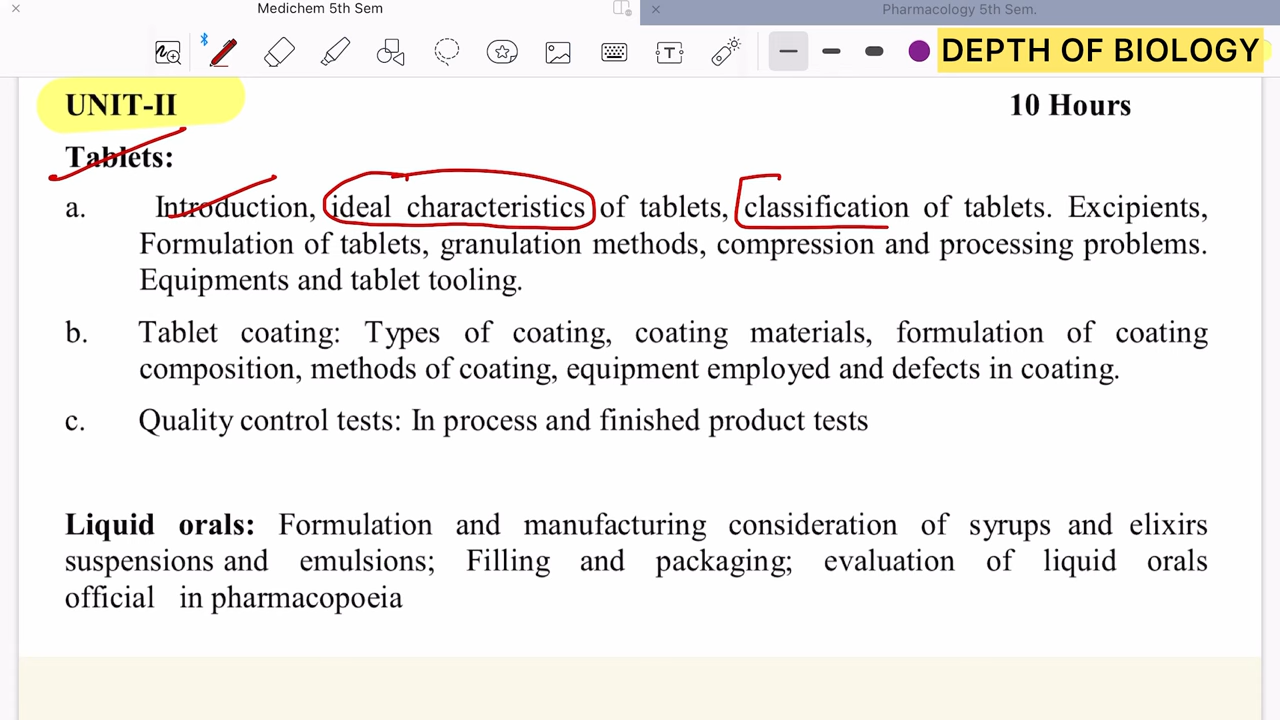 Medichem 5th Sem
Pharmacology 5th Sem.
DEPTH OF BIOLOGY
UNIT-II 10 Hours
Tablets:
a. Introduction, ideal characteristics of tablets, classification of tablets. Excipients,
Formulation of tablets, granulation methods, compression and processing problems.
Equipments and tablet tooling.
b. Tablet coating: Types of coating, coating materials, formulation of coating
composition, methods of coating, equipment employed and defects in coating.
c. Quality control tests: In process and finished product tests
Liquid orals: Formulation and manufacturing consideration of syrups and elixirs
suspensions and emulsions; Filling and packaging; evaluation of liquid orals
official in pharmacopoeia